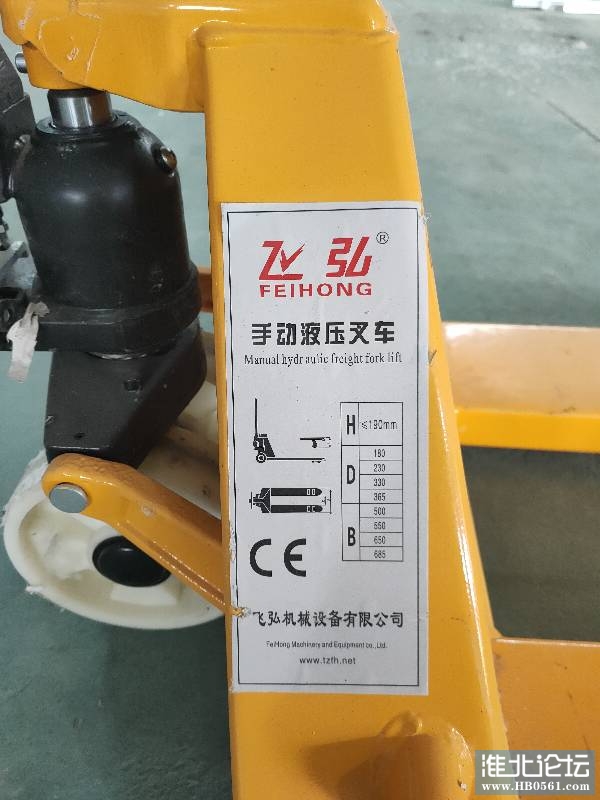 飞弘®
FEIHONG
手动液压叉车
Manual hydraulic freight fork lift
H ≤190mm
D 180
230
330
365
B 500
550
650
685
CE
飞弘机械设备有限公司
FeiHong Machinery and Equipment co.,Ltd.
www.tzfh.net
淮北论坛
www.HB0561.com